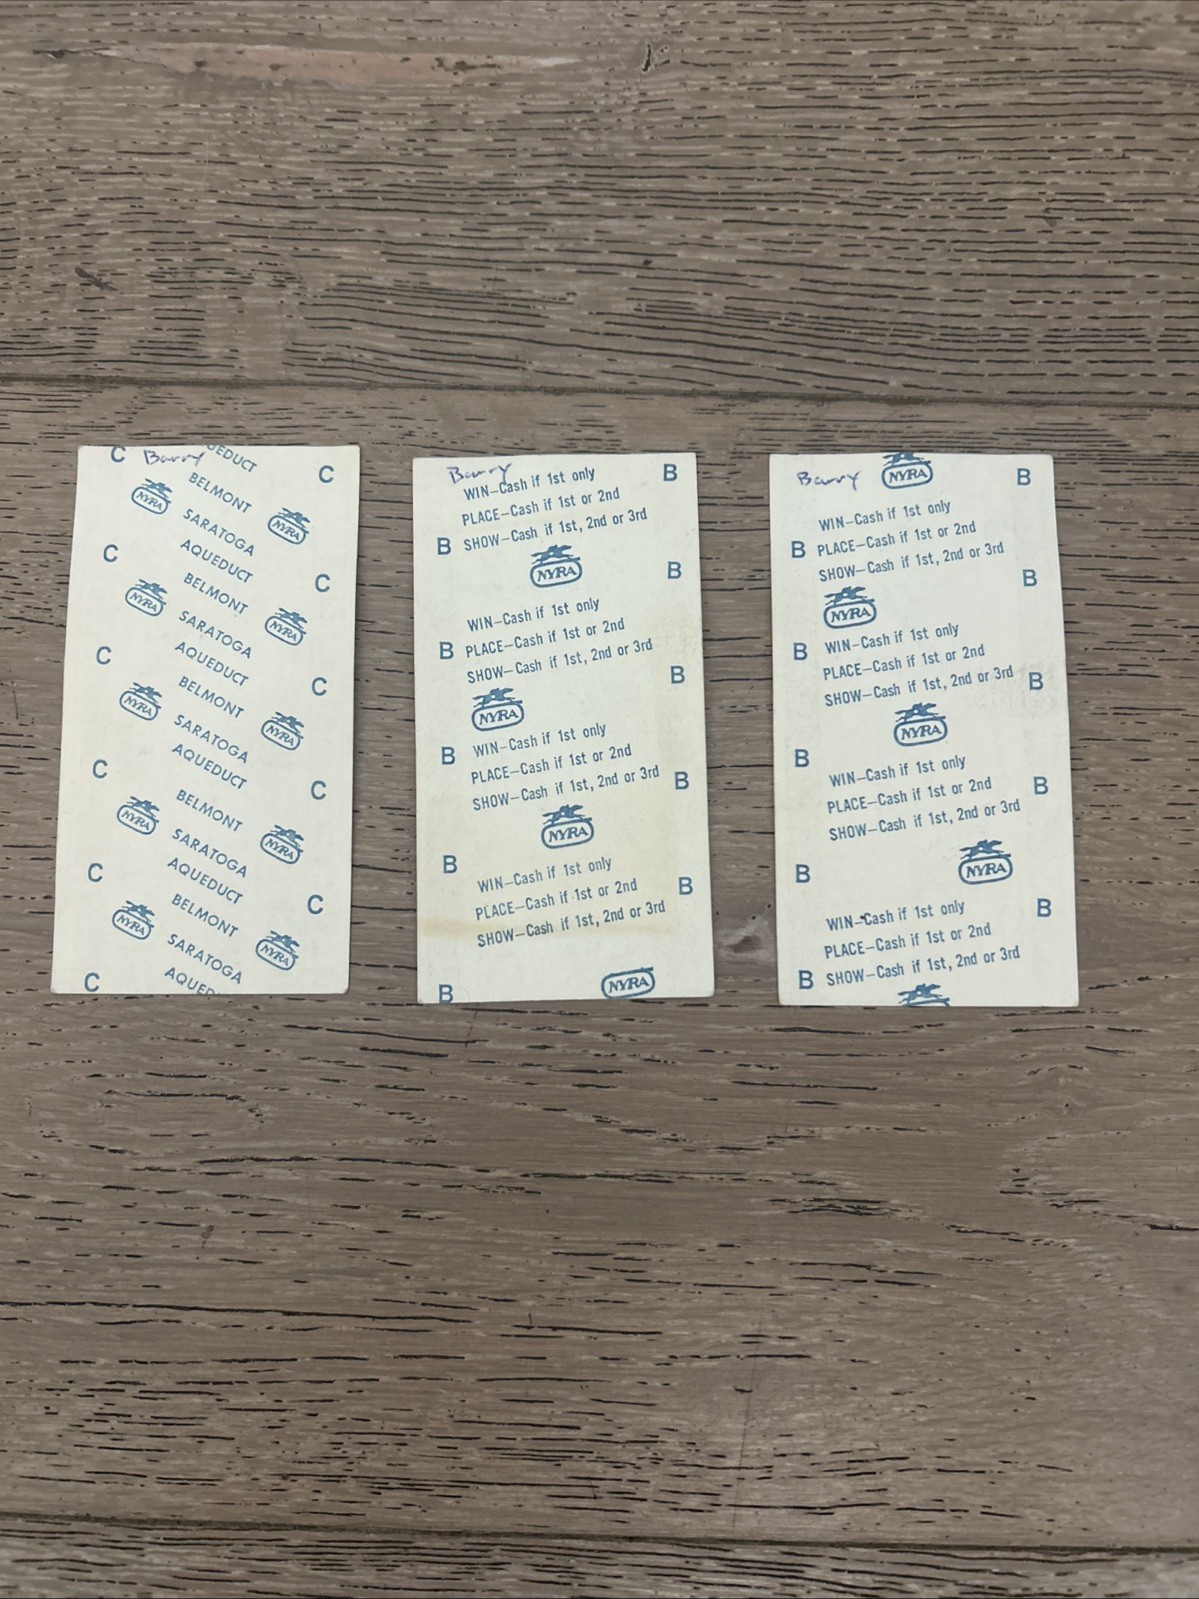 C Barry UEDUCT C
BELMONT
NYRA
SARATOGA NYRA
AQUEDUCT
C
BELMONT C
NYRA
SARATOGA NYRA
AQUEDUCT
C
BELMONT C
NYRA
SARATOGA NYRA
AQUEDUCT
C
BELMONT C
NYRA
SARATOGA NYRA
AQUEDUCT
C
BELMONT C
NYRA
SARATOGA NYRA
AQUED
C
Barry B
WIN-Cash if 1st only
PLACE-Cash if 1st or 2nd
B SHOW-Cash if 1st, 2nd or 3rd
NYRA B
WIN-Cash if 1st only
B PLACE-Cash if 1st or 2nd
SHOW-Cash if 1st, 2nd or 3rd
B
NYRA
B WIN-Cash if 1st only
PLACE-Cash if 1st or 2nd
SHOW-Cash if 1st, 2nd or 3rd B
NYRA
B
WIN-Cash if 1st only
PLACE-Cash if 1st or 2nd B
SHOW-Cash if 1st, 2nd or 3rd
B NYRA
Barry NYRA B
WIN-Cash if 1st only
B PLACE-Cash if 1st or 2nd
SHOW-Cash if 1st, 2nd or 3rd
B
NYRA
B WIN-Cash if 1st only
PLACE-Cash if 1st or 2nd
SHOW-Cash if 1st, 2nd or 3rd B
NYRA
B
WIN-Cash if 1st only
PLACE-Cash if 1st or 2nd B
SHOW-Cash if 1st, 2nd or 3rd
B NYRA
WIN-Cash if 1st only B
PLACE-Cash if 1st or 2nd
B SHOW-Cash if 1st, 2nd or 3rd